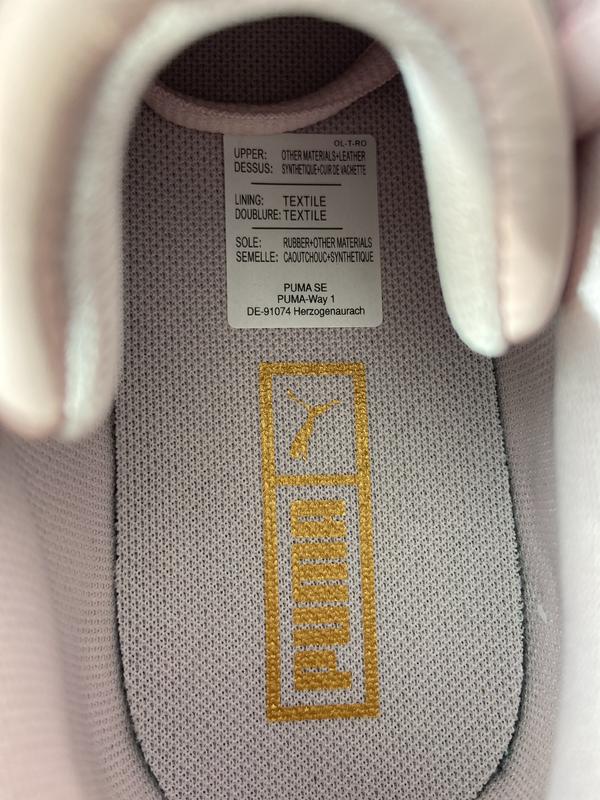 OL-T-RO
UPPER: OTHER MATERIALS+LEATHER
DESSUS: SYNTHETIQUE+CUIR DE VACHETTE
LINING: TEXTILE
DOUBLURE: TEXTILE
SOLE: RUBBER+OTHER MATERIALS
SEMELLE: CAOUTCHOUC+SYNTHETIQUE
PUMA SE
PUMA-Way 1
DE-91074 Herzogenaurach
PUMA